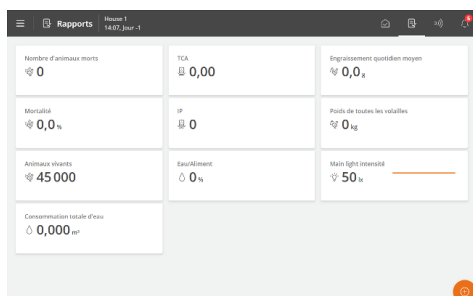 Rapports
House 1
14:07, Jour -1
Nombre d'animaux morts
0
TCA
0,00
Engraissement quotidien moyen
0,0 g
Mortalité
0,0 %
IP
0
Poids de toutes les volailles
0 kg
Animaux vivants
45 000
Eau/Aliment
0 %
Main light intensité
50 lx
Consommation totale d'eau
0,000 m³